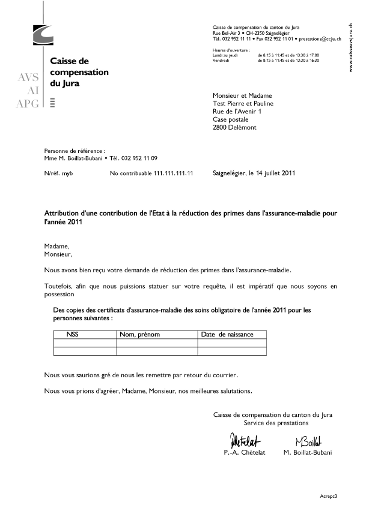 Caisse de compensation du canton du Jura
Rue Bel-Air 3 • CH-2350 Saignelégier
Tél. 032 952 11 11 • Fax 032 952 11 01 • prestations@ccju.ch
Heures d'ouverture :
Lundi au jeudi de 8.15 à 11.45 et de 13.30 à 17.00
Vendredi de 8.15 à 11.45 et de 13.30 à 16.30
Caisse de
compensation
du Jura
AVS
AI
APG
Monsieur et Madame
Test Pierre et Pauline
Rue de l'Avenir 1
Case postale
2800 Delémont
Personne de référence :
Mme M. Boillat-Bubani • Tél. 032 952 11 09
N/réf. myb No contribuable 111.111.111.11 Saignelégier, le 14 juillet 2011
Attribution d'une contribution de l'Etat à la réduction des primes dans l'assurance-maladie pour
l'année 2011
Madame,
Monsieur,
Nous avons bien reçu votre demande de réduction des primes dans l'assurance-maladie.
Toutefois, afin que nous puissions statuer sur votre requête, il est impératif que nous soyons en
possession
Des copies des certificats d'assurance-maladie des soins obligatoire de l'année 2011 pour les
personnes suivantes :
NSS Nom, prénom Date de naissance
Nous vous saurions gré de nous les remettre par retour du courrier.
Nous vous prions d'agréer, Madame, Monsieur, nos meilleures salutations.
Caisse de compensation du canton du Jura
Service des prestations
P.-A. Chételat M. Boillat-Bubani